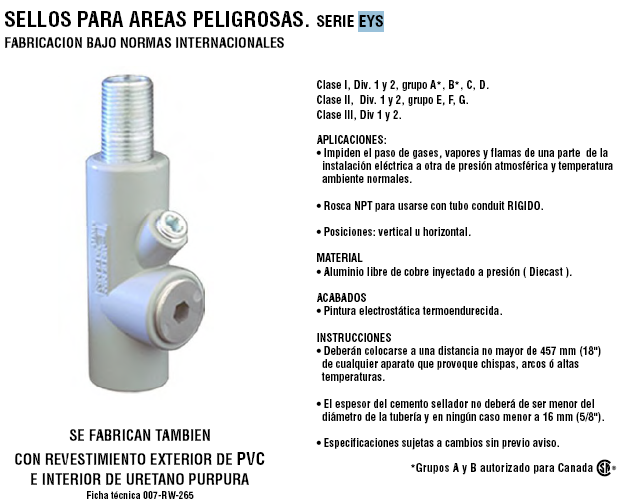 SELLOS PARA AREAS PELIGROSAS. SERIE EYS
FABRICACION BAJO NORMAS INTERNACIONALES
Clase I, Div. 1 y 2, grupo A*, B*, C, D.
Clase II, Div. 1 y 2, grupo E, F, G.
Clase III, Div 1 y 2.
APLICACIONES:
• Impiden el paso de gases, vapores y flamas de una parte de la
instalación eléctrica a otra de presión atmosférica y temperatura
ambiente normales.
• Rosca NPT para usarse con tubo conduit RIGIDO.
• Posiciones: vertical u horizontal.
MATERIAL
• Aluminio libre de cobre inyectado a presión ( Diecast ).
ACABADOS
• Pintura electrostática termoendurecida.
INSTRUCCIONES
• Deberán colocarse a una distancia no mayor de 457 mm (18")
de cualquier aparato que provoque chispas, arcos ó altas
temperaturas.
• El espesor del cemento sellador no deberá de ser menor del
diámetro de la tubería y en ningún caso menor a 16 mm (5/8").
• Especificaciones sujetas a cambios sin previo aviso.
*Grupos A y B autorizado para Canada SA®
SE FABRICAN TAMBIEN
CON REVESTIMIENTO EXTERIOR DE PVC
E INTERIOR DE URETANO PURPURA
Ficha técnica 007-RW-265